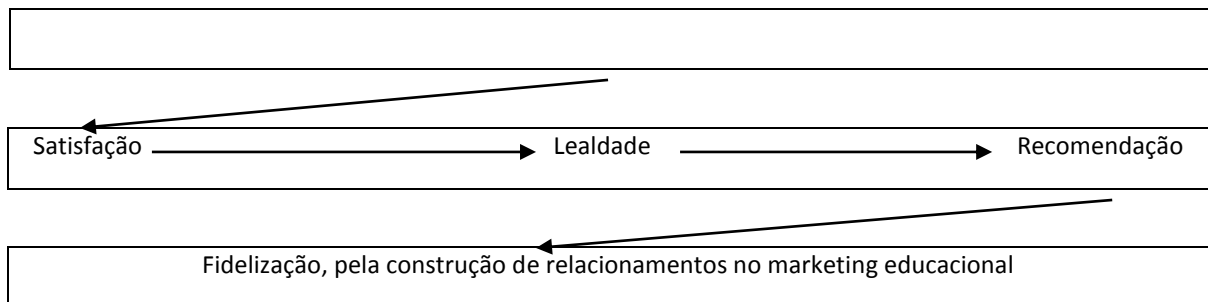 Satisfação Lealdade Recomendação
Fidelização, pela construção de relacionamentos no marketing educacional